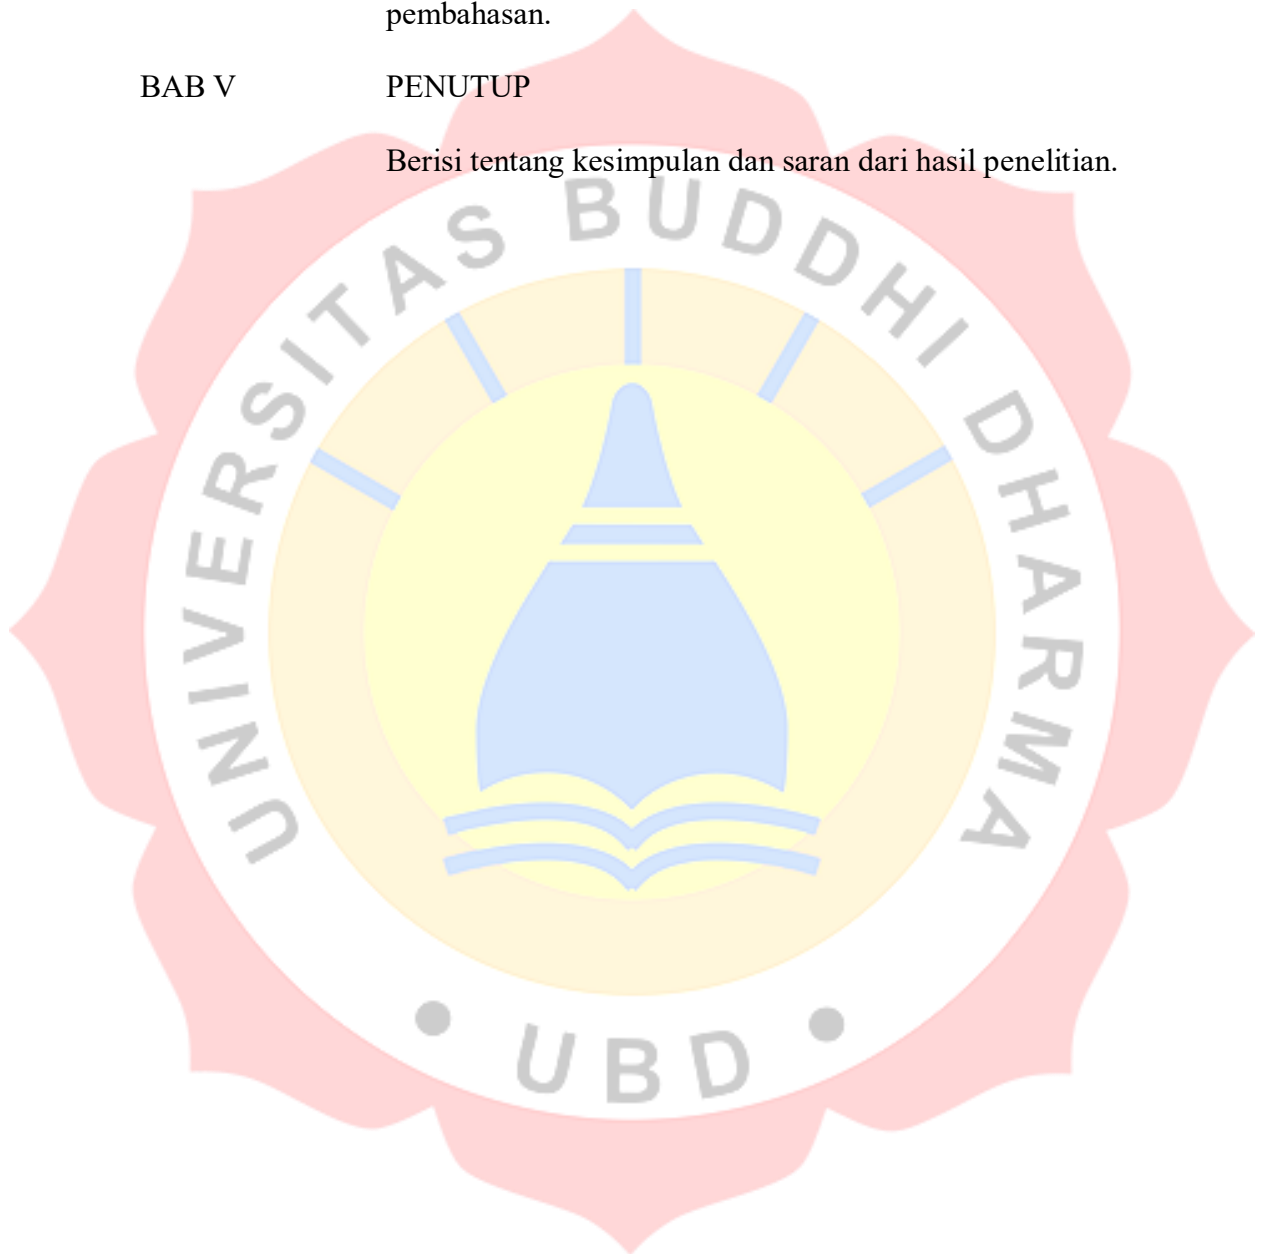 pembahasan.
BAB V PENUTUP
Berisi tentang kesimpulan dan saran dari hasil penelitian.
UNIVERSITAS BUDDHI DHARMA
• UBD •